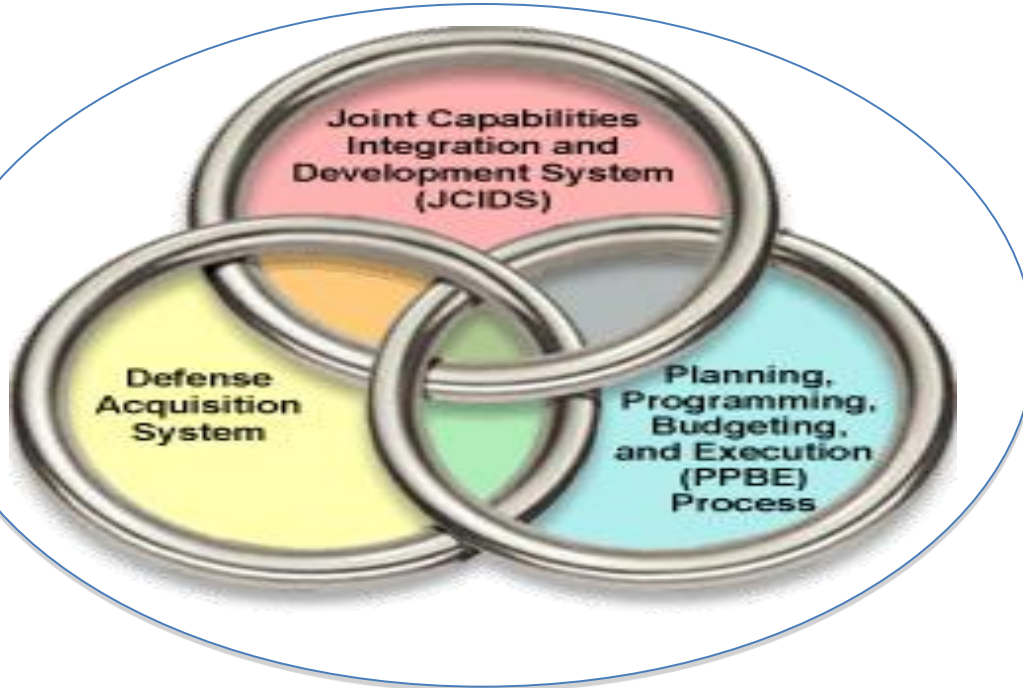 Joint Capabilities
Integration and
Development System
(JCIDS)
Defense
Acquisition
System
Planning,
Programming,
Budgeting,
and Execution
(PPBE)
Process